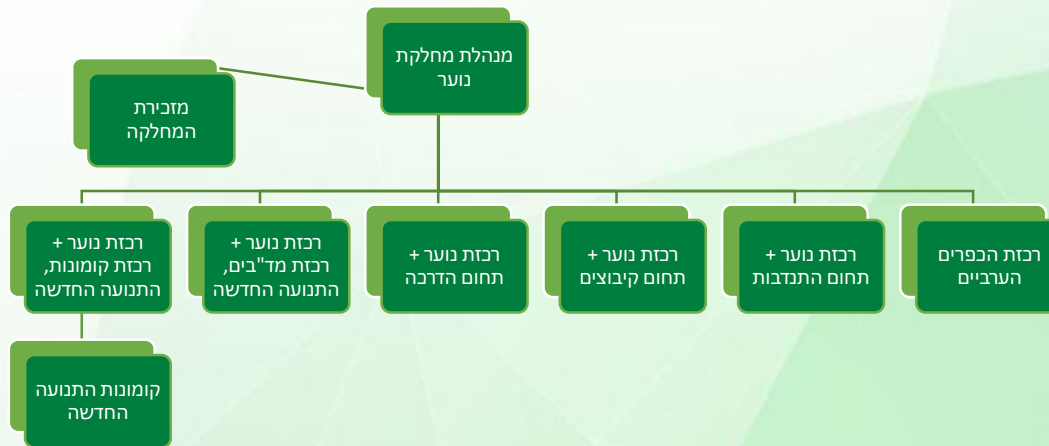 מנהלת מחלקת
נוער
מזכירת
המחלקה
רכזת הכפרים
הערביים
רכזת נוער +
תחום התנדבות
רכזת נוער +
תחום קיבוצים
רכזת נוער +
תחום הדרכה
רכזת נוער +
רכזת מד"בים,
התנועה החדשה
רכזת נוער +
רכזת קומונות,
התנועה החדשה
קומונות התנועה
החדשה